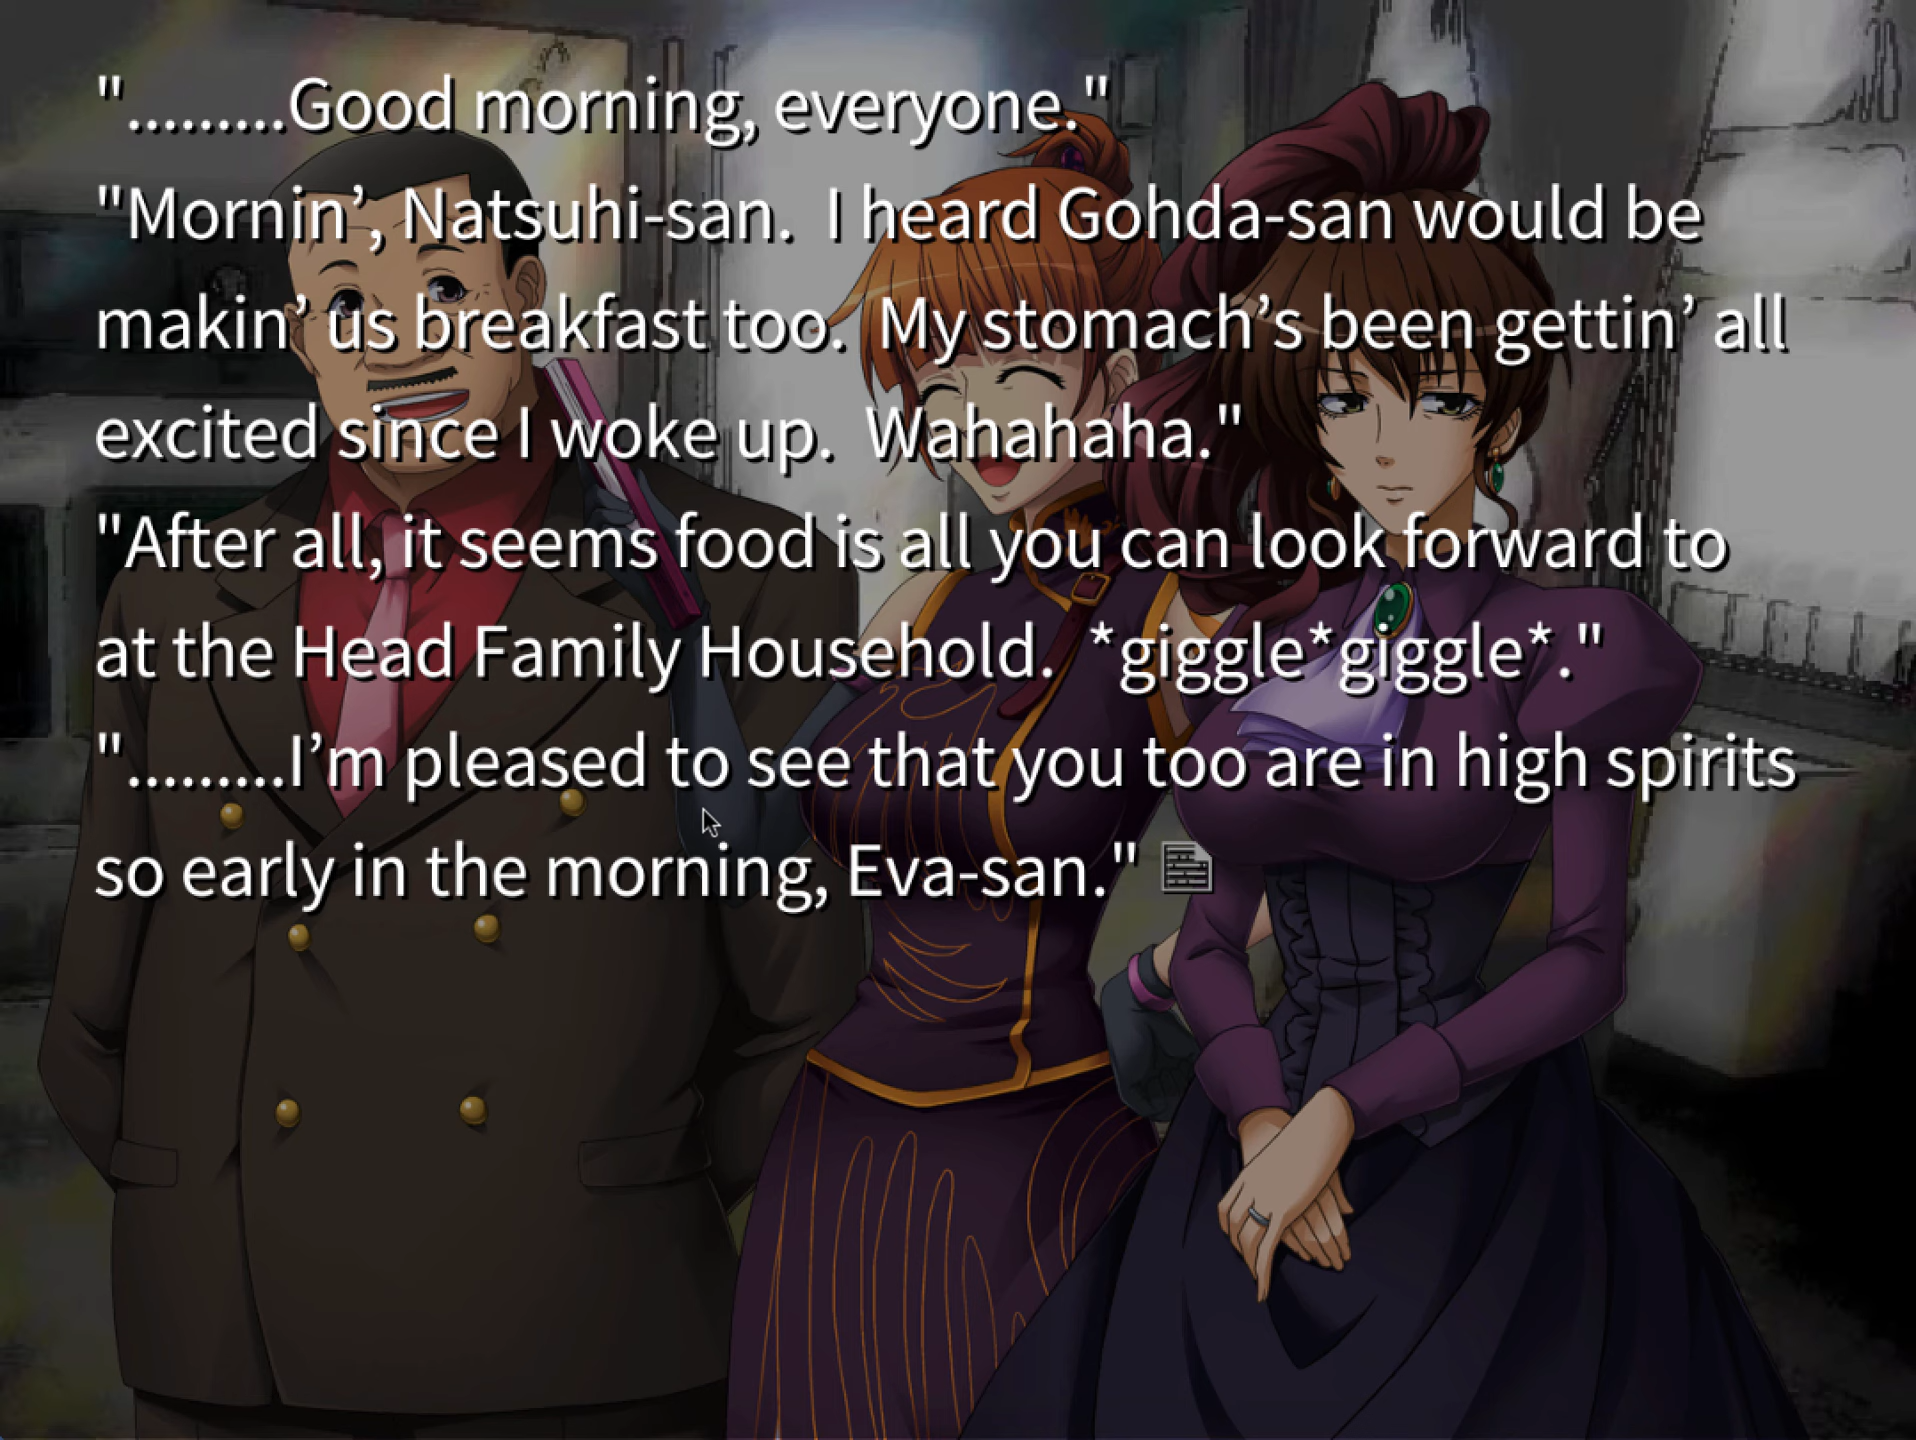 ".........Good morning, everyone."
"Mornin’, Natsuhi-san.  I heard Gohda-san would be
makin’ us breakfast too.  My stomach’s been gettin’ all
excited since I woke up.  Wahahaha."
"After all, it seems food is all you can look forward to
at the Head Family Household.  *giggle*giggle*."
".........I’m pleased to see that you too are in high spirits
so early in the morning, Eva-san."